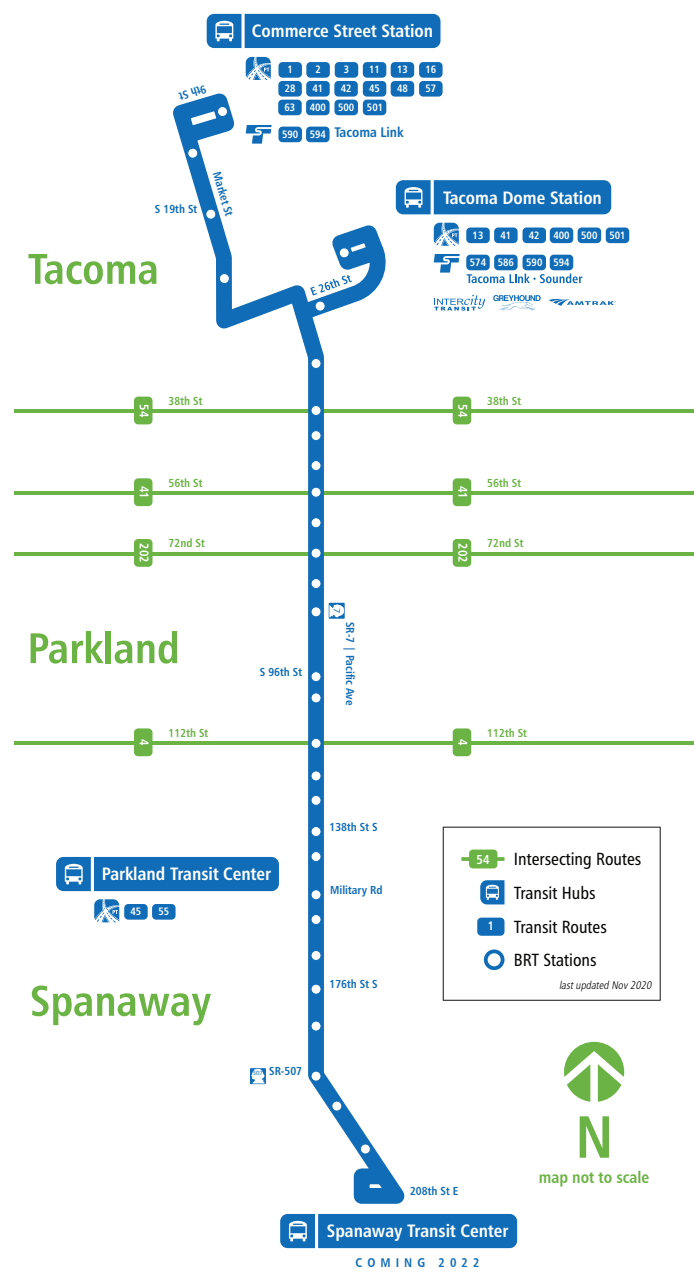 Commerce Street Station
PT 1 2 3 11 13 16
28 41 42 45 48 57
63 400 500 501
590 594 Tacoma Link
9th St
Market St
S 19th St
Tacoma Dome Station
PT 13 41 42 400 500 501
574 586 590 594
Tacoma LInk · Sounder
INTERcity TRANSIT GREYHOUND AMTRAK
Tacoma
E 26th St
54 38th St 54 38th St
41 56th St 41 56th St
202 72nd St 202 72nd St
7
SR-7 | Pacific Ave
Parkland
S 96th St
4 112th St 4 112th St
138th St S
Parkland Transit Center
PT 45 55
Military Rd
54 Intersecting Routes
Transit Hubs
1 Transit Routes
BRT Stations
last updated Nov 2020
Spanaway
176th St S
507 SR-507
N
map not to scale
208th St E
Spanaway Transit Center
COMING 2022